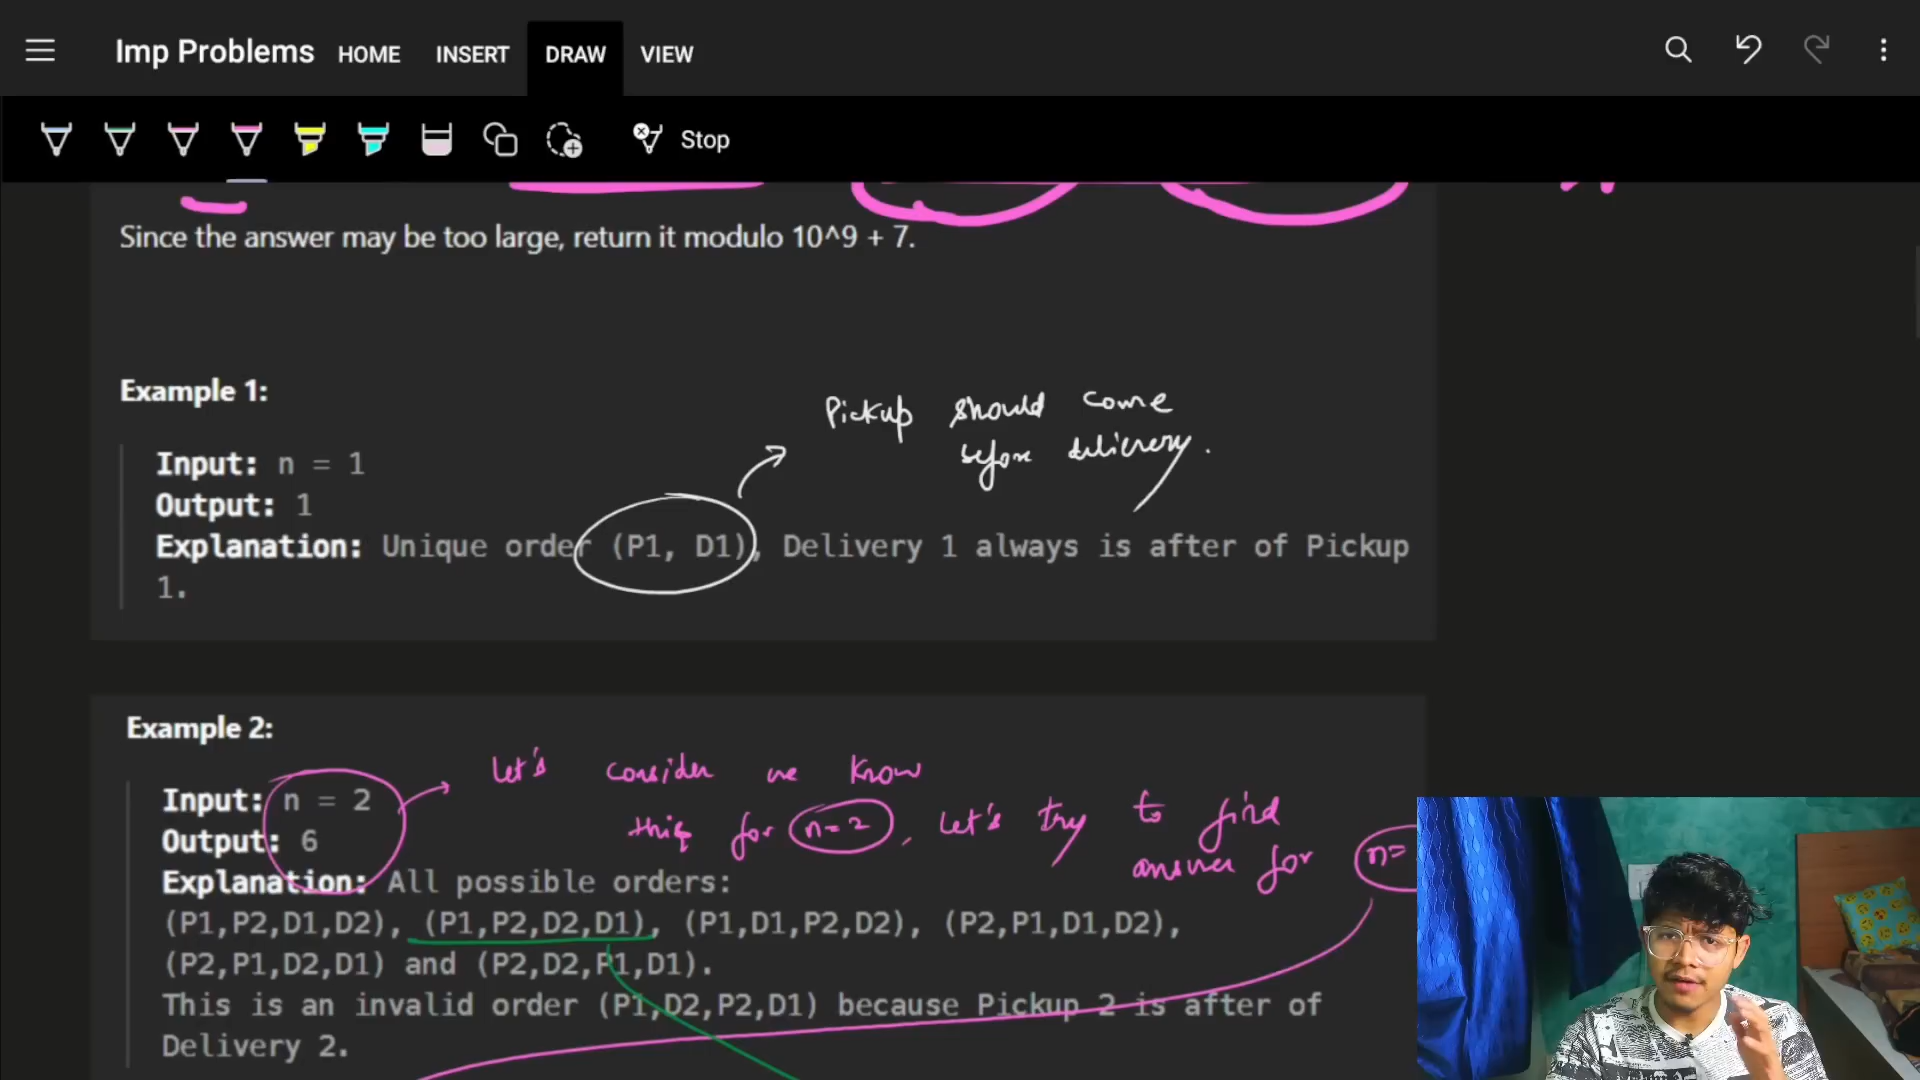 Imp Problems HOME INSERT DRAW VIEW
Stop
Since the answer may be too large, return it modulo 10^9 + 7.
Example 1:
Pickup should come
before delivery.
Input: n = 1
Output: 1
Explanation: Unique order (P1, D1), Delivery 1 always is after of Pickup
1.
Example 2:
Let's consider we know
this for n=2, Let's try to find
answer for n=
Input: n = 2
Output: 6
Explanation: All possible orders:
(P1,P2,D1,D2), (P1,P2,D2,D1), (P1,D1,P2,D2), (P2,P1,D1,D2),
(P2,P1,D2,D1) and (P2,D2,P1,D1).
This is an invalid order (P1,D2,P2,D1) because Pickup 2 is after of
Delivery 2.